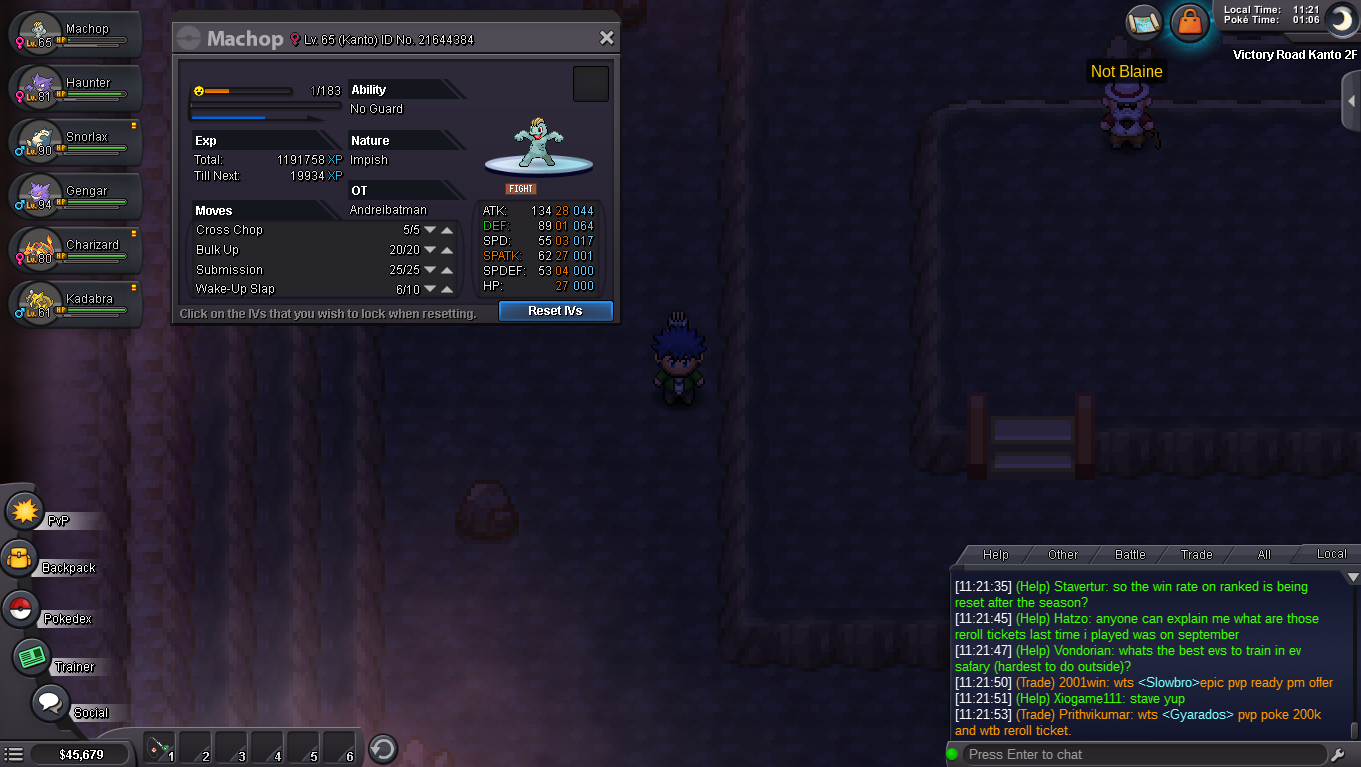 Machop
Lv.65 HP
Haunter
Lv.81 HP
Snorlax
Lv.90 HP
Gengar
Lv.94 HP
Charizard
Lv.80 HP
Kadabra
Lv.61 HP
Machop ♀ Lv. 65 (Kanto) ID No. 21644384
1/183
Ability
No Guard
Exp
Total: 1191758 XP
Till Next: 19934 XP
Nature
Impish
OT
Andreibatman
FIGHT
Moves
Cross Chop 5/5
Bulk Up 20/20
Submission 25/25
Wake-Up Slap 6/10
ATK: 134 28 044
DEF: 89 01 064
SPD: 55 03 017
SPATK: 62 27 001
SPDEF: 53 04 000
HP: 27 000
Click on the IVs that you wish to lock when resetting.
Reset IVs
Local Time: 11:21
Poké Time: 01:06
Victory Road Kanto 2F
Not Blaine
PvP
Backpack
Pokedex
Trainer
Social
$45,679
1 2 3 4 5 6
Help Other Battle Trade All Local
[11:21:35] (Help) Stavertur: so the win rate on ranked is being
reset after the season?
[11:21:45] (Help) Hatzo: anyone can explain me what are those
reroll tickets last time i played was on september
[11:21:47] (Help) Vondorian: whats the best evs to train in ev
safary (hardest to do outside)?
[11:21:50] (Trade) 2001win: wts <Slowbro>epic pvp ready pm offer
[11:21:51] (Help) Xiogame111: stave yup
[11:21:53] (Trade) Prithvikumar: wts <Gyarados> pvp poke 200k
and wtb reroll ticket.
Press Enter to chat